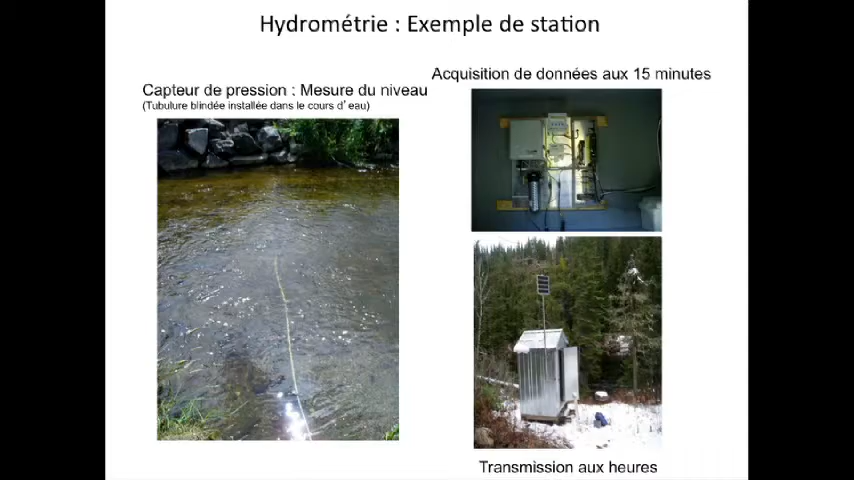 Hydrométrie : Exemple de station
Capteur de pression : Mesure du niveau
(Tubulure blindée installée dans le cours d'eau)
Acquisition de données aux 15 minutes
Transmission aux heures